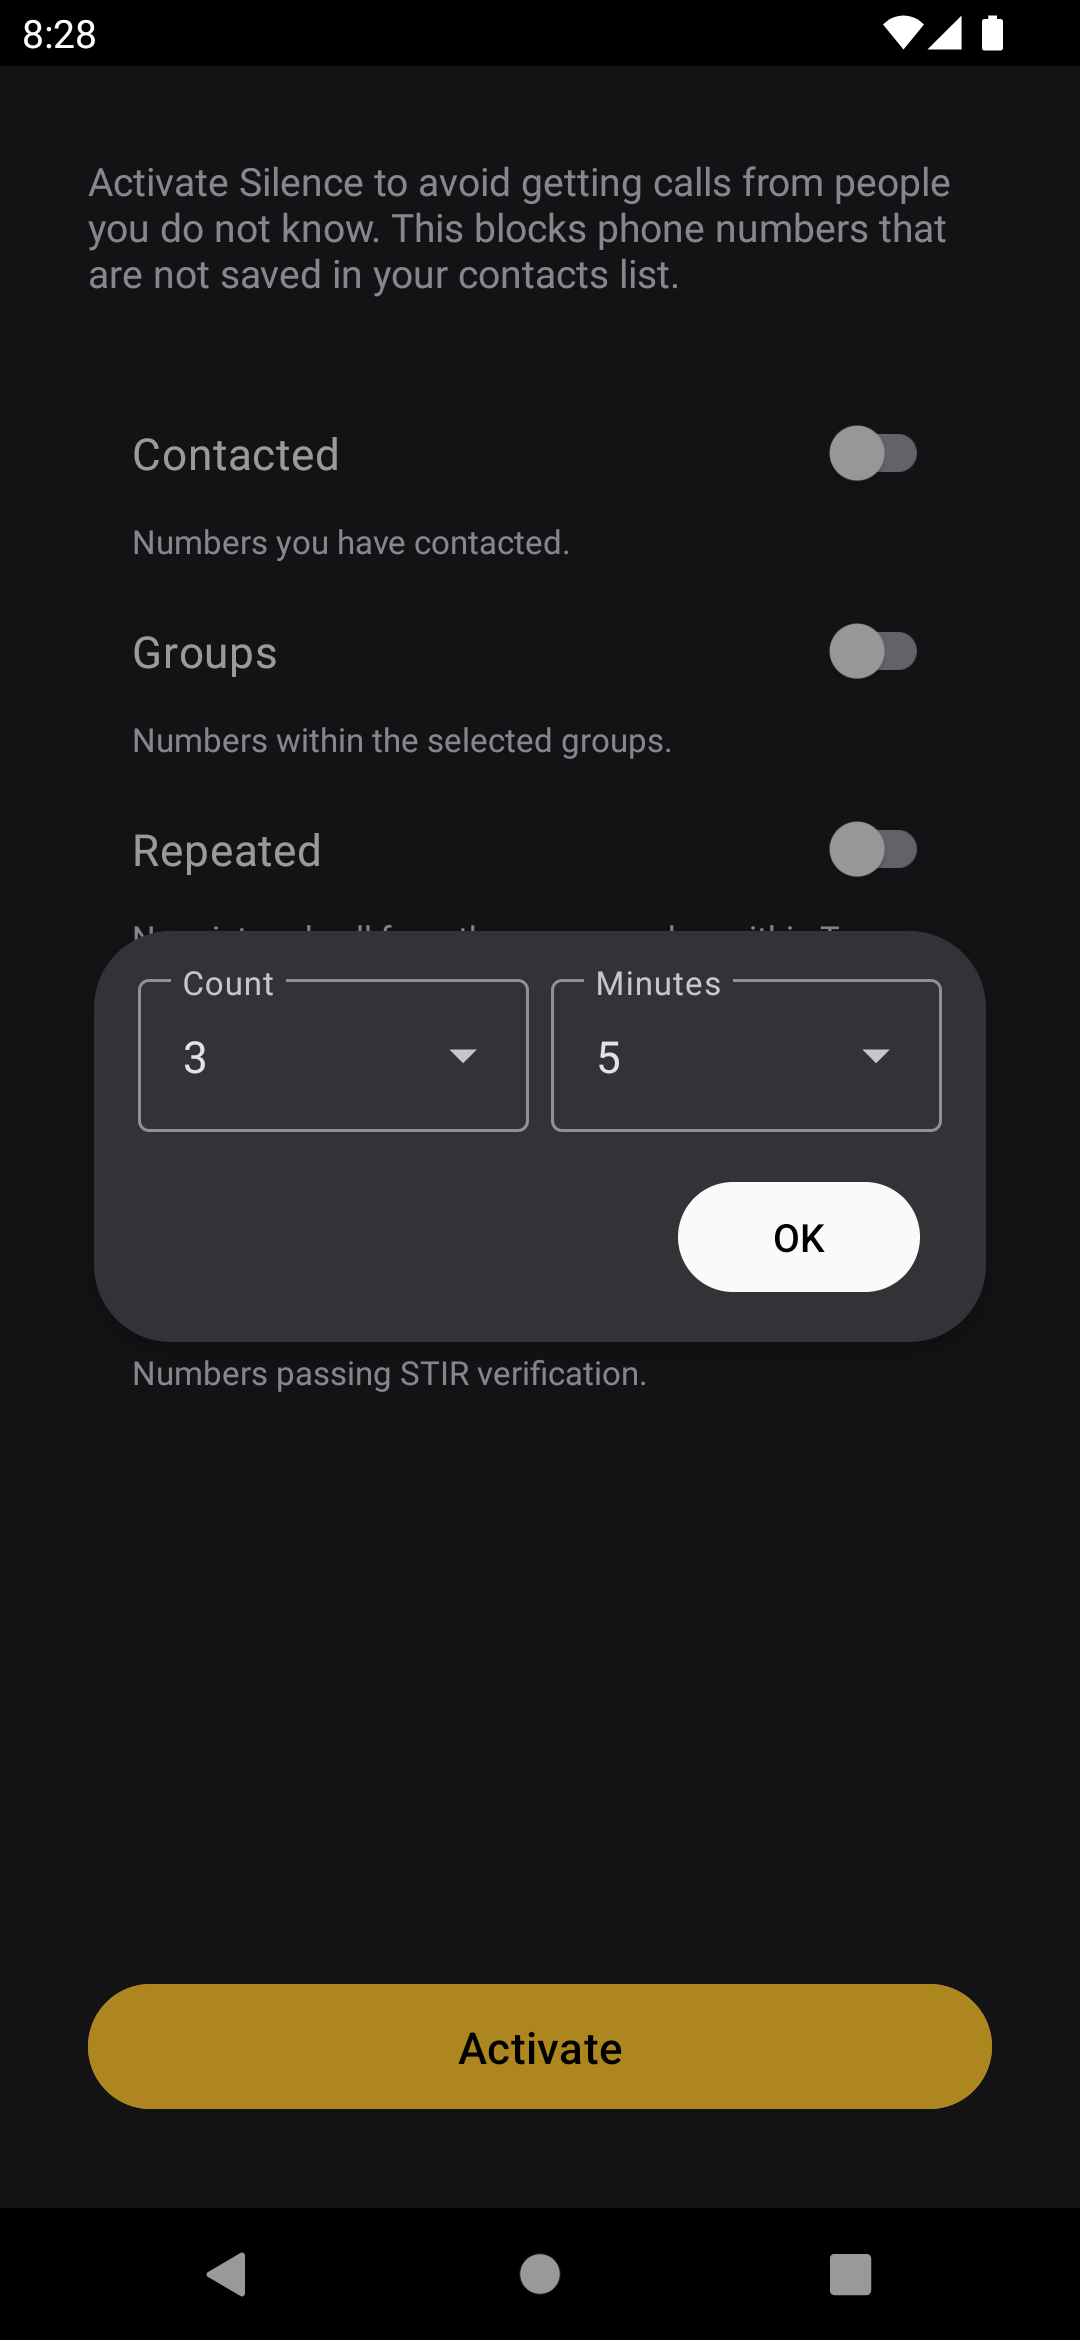 8:28
Activate Silence to avoid getting calls from people
you do not know. This blocks phone numbers that
are not saved in your contacts list.
Contacted
Numbers you have contacted.
Groups
Numbers within the selected groups.
Repeated
Count
Minutes
3
5
OK
Numbers passing STIR verification.
Activate